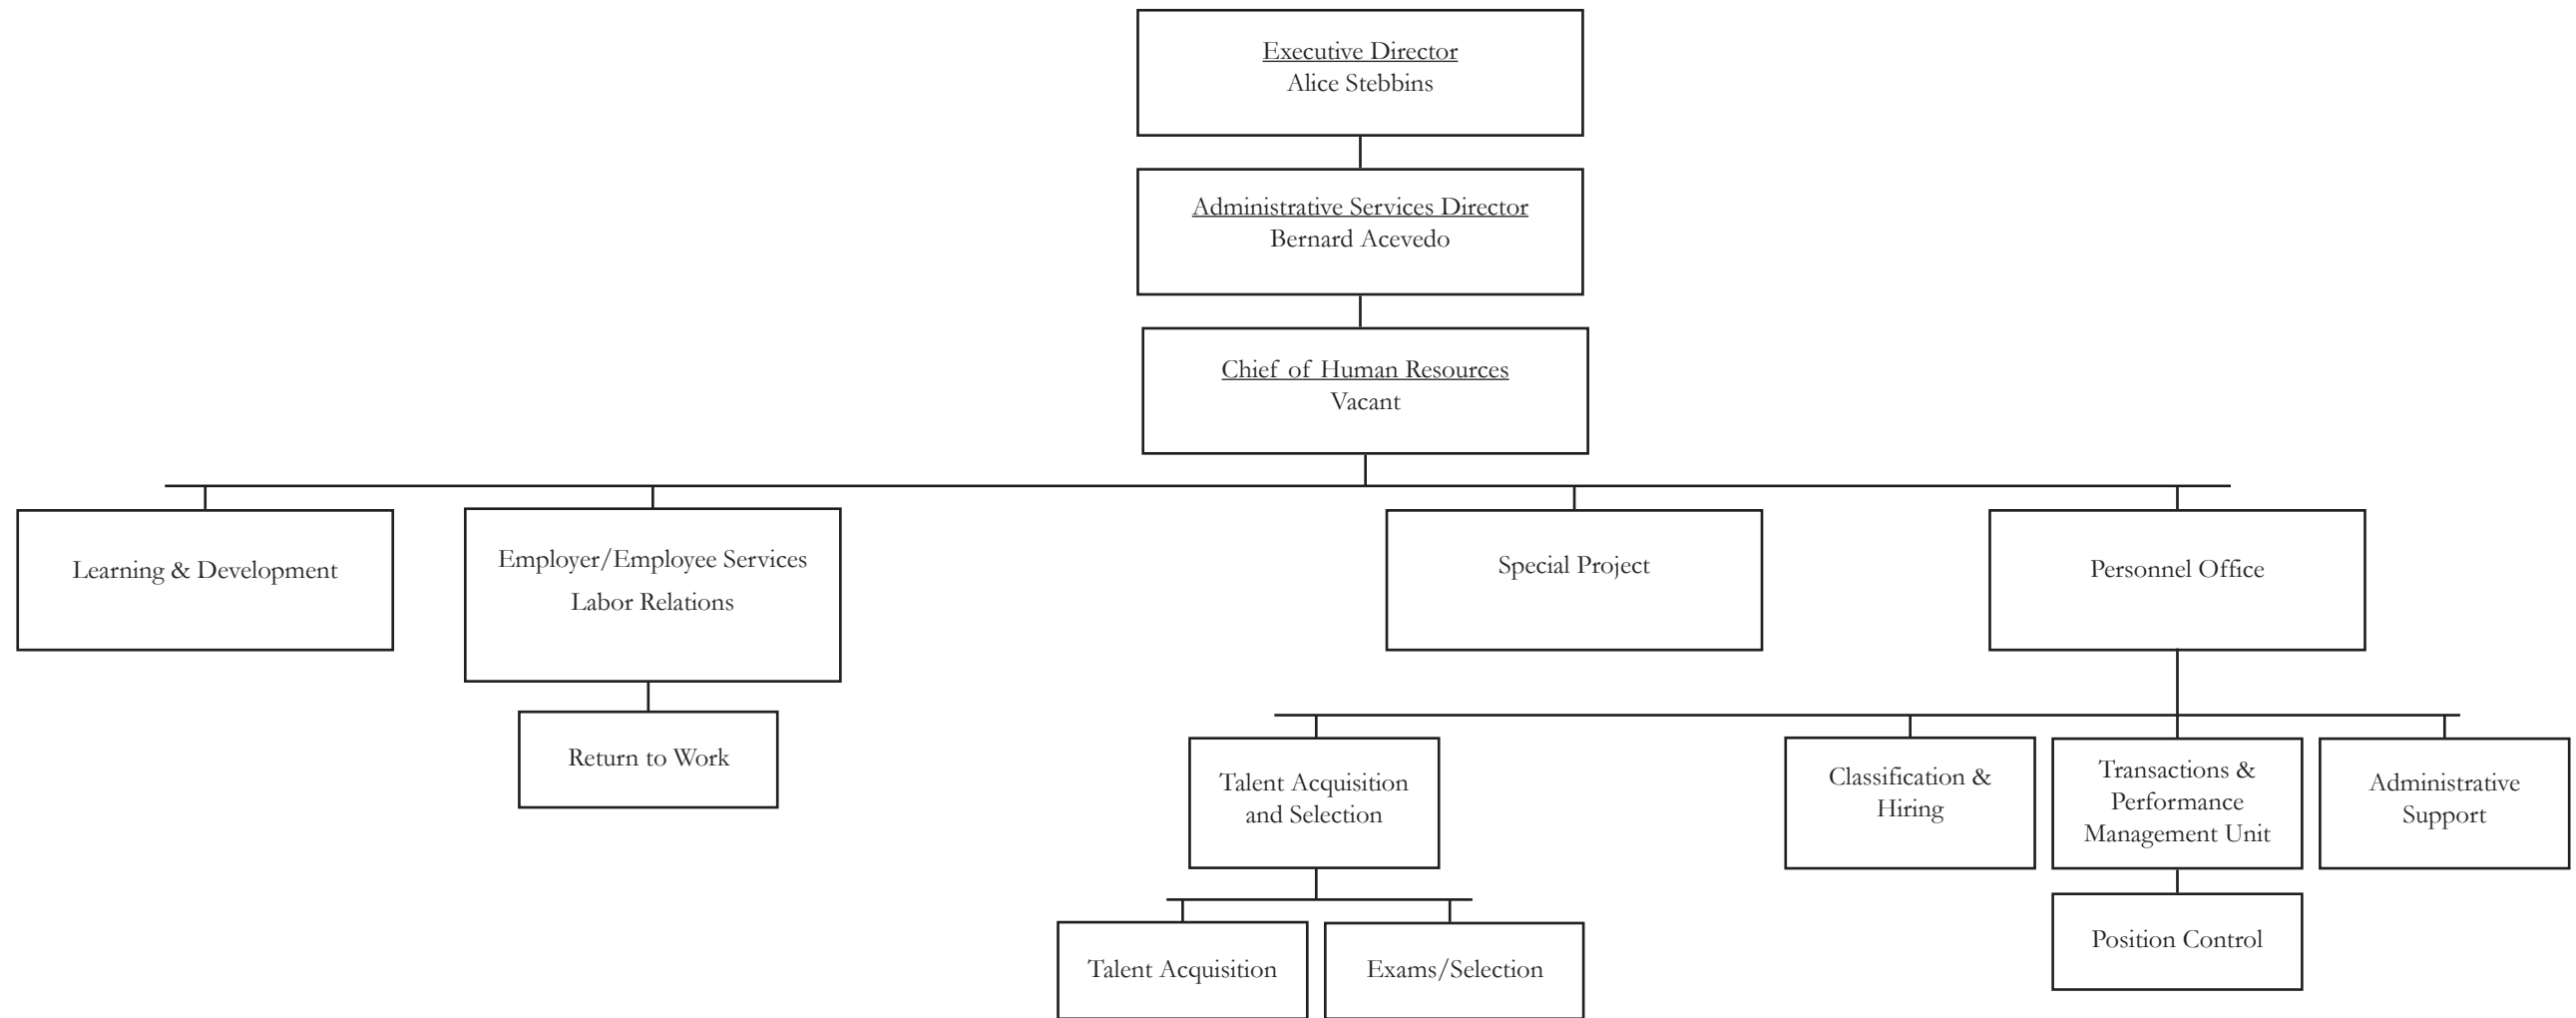 Executive Director
Alice Stebbins
Administrative Services Director
Bernard Acevedo
Chief of Human Resources
Vacant
Learning & Development
Employer/Employee Services
Labor Relations
Special Project
Personnel Office
Return to Work
Talent Acquisition
and Selection
Classification &
Hiring
Transactions &
Performance
Management Unit
Administrative
Support
Talent Acquisition
Exams/Selection
Position Control